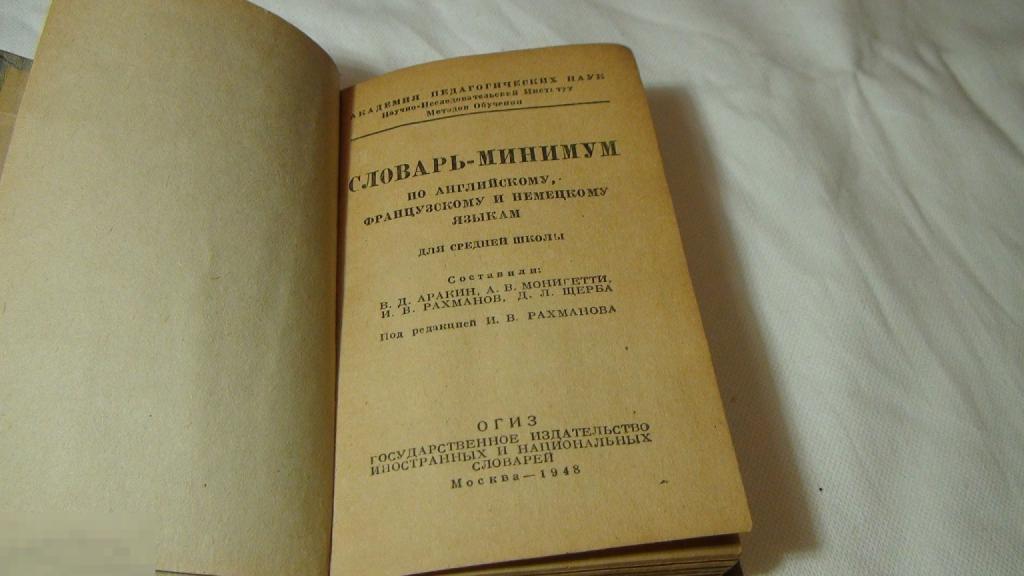 АКАДЕМИЯ ПЕДАГОГИЧЕСКИХ НАУК
Научно-Исследовательский Институт
Методов Обучения
СЛОВАРЬ-МИНИМУМ
ПО АНГЛИЙСКОМУ,
ФРАНЦУЗСКОМУ И НЕМЕЦКОМУ
ЯЗЫКАМ
ДЛЯ СРЕДНЕЙ ШКОЛЫ
Составили:
В. Д. АРАКИН, А. В. МОНИГЕТТИ,
И. В. РАХМАНОВ, Д. Л. ЩЕРБА
Под редакцией И. В. РАХМАНОВА
ОГИЗ
ГОСУДАРСТВЕННОЕ ИЗДАТЕЛЬСТВО
ИНОСТРАННЫХ И НАЦИОНАЛЬНЫХ
СЛОВАРЕЙ
Москва—1948